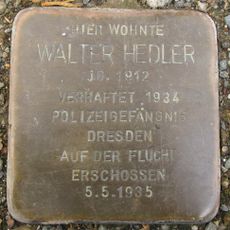 HIER WOHNTE
WALTER HEDLER
JG. 1912
VERHAFTET 1934
POLIZEIGEFÄNGNIS
DRESDEN
AUF DER FLUCHT
ERSCHOSSEN
5.5.1935